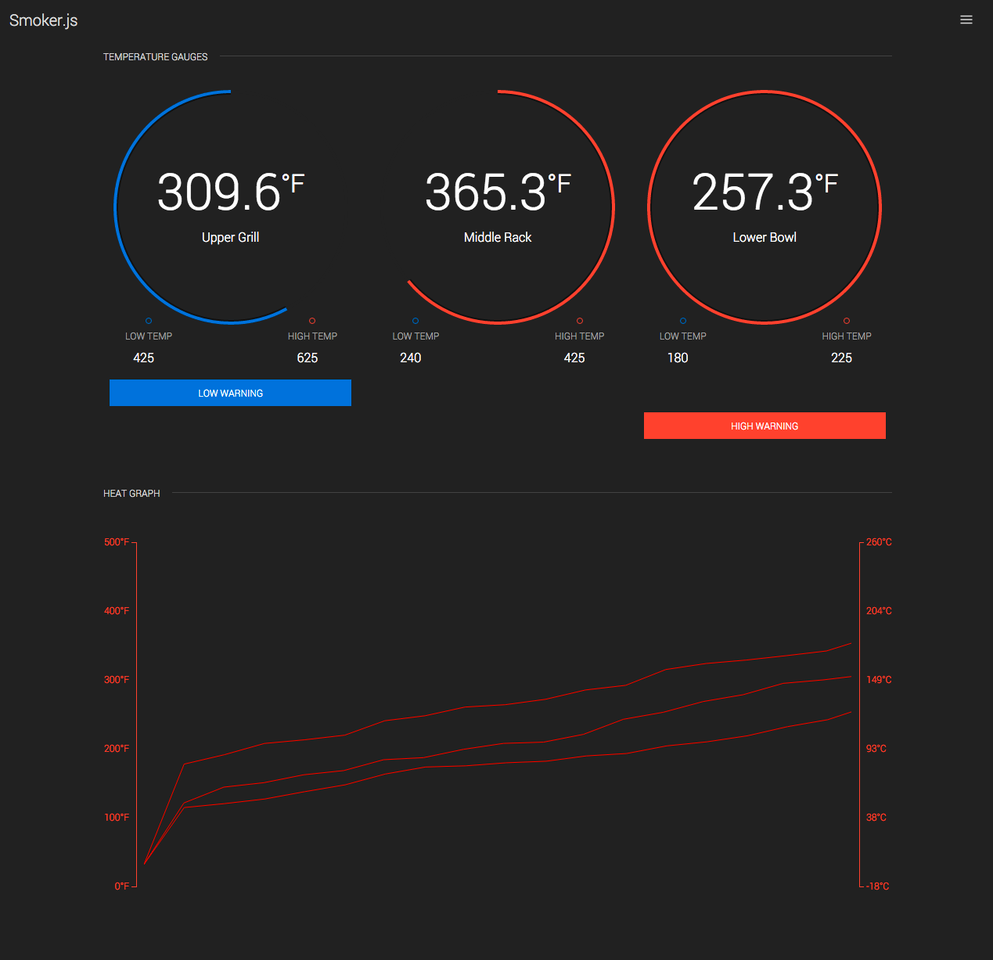 Smoker.js
TEMPERATURE GAUGES
309.6°F
Upper Grill
LOW TEMP
425
HIGH TEMP
625
LOW WARNING
365.3°F
Middle Rack
LOW TEMP
240
HIGH TEMP
425
257.3°F
Lower Bowl
LOW TEMP
180
HIGH TEMP
225
HIGH WARNING
HEAT GRAPH
500°F
400°F
300°F
200°F
100°F
0°F
260°C
204°C
149°C
93°C
38°C
-18°C